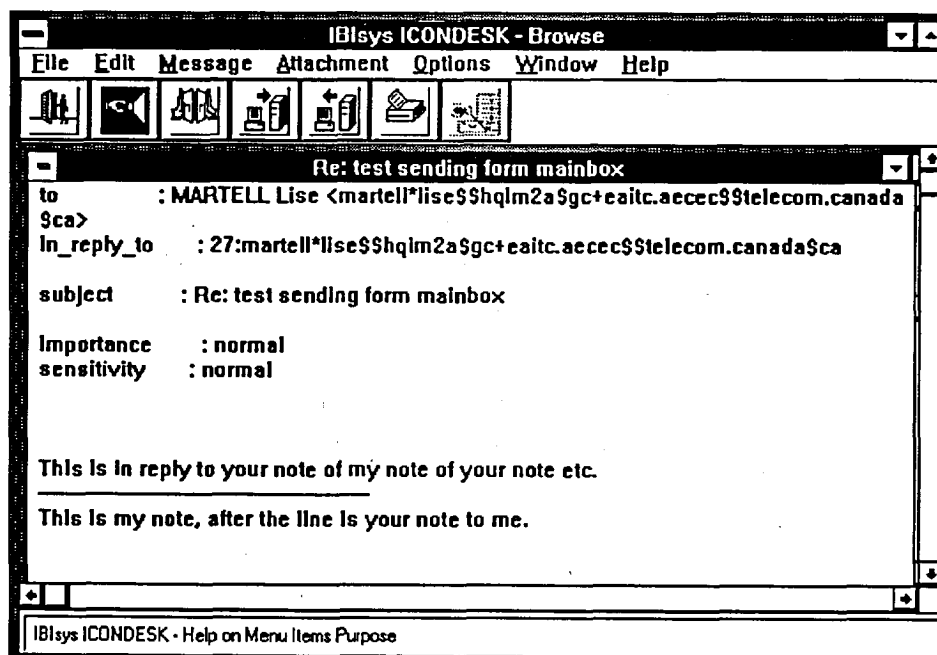 IBIsys ICONDESK - Browse
File Edit Message Attachment Options Window Help
Re: test sending form mainbox
to : MARTELL Lise <martell*lise$$hqlm2a$gc+eaitc.aecec$$telecom.canada
$ca>
In_reply_to : 27:martell*lise$$hqlm2a$gc+eaitc.aecec$$telecom.canada$ca
subject : Re: test sending form mainbox
Importance : normal
sensitivity : normal
This is in reply to your note of my note of your note etc.
This is my note, after the line is your note to me.
IBIsys ICONDESK - Help on Menu Items Purpose